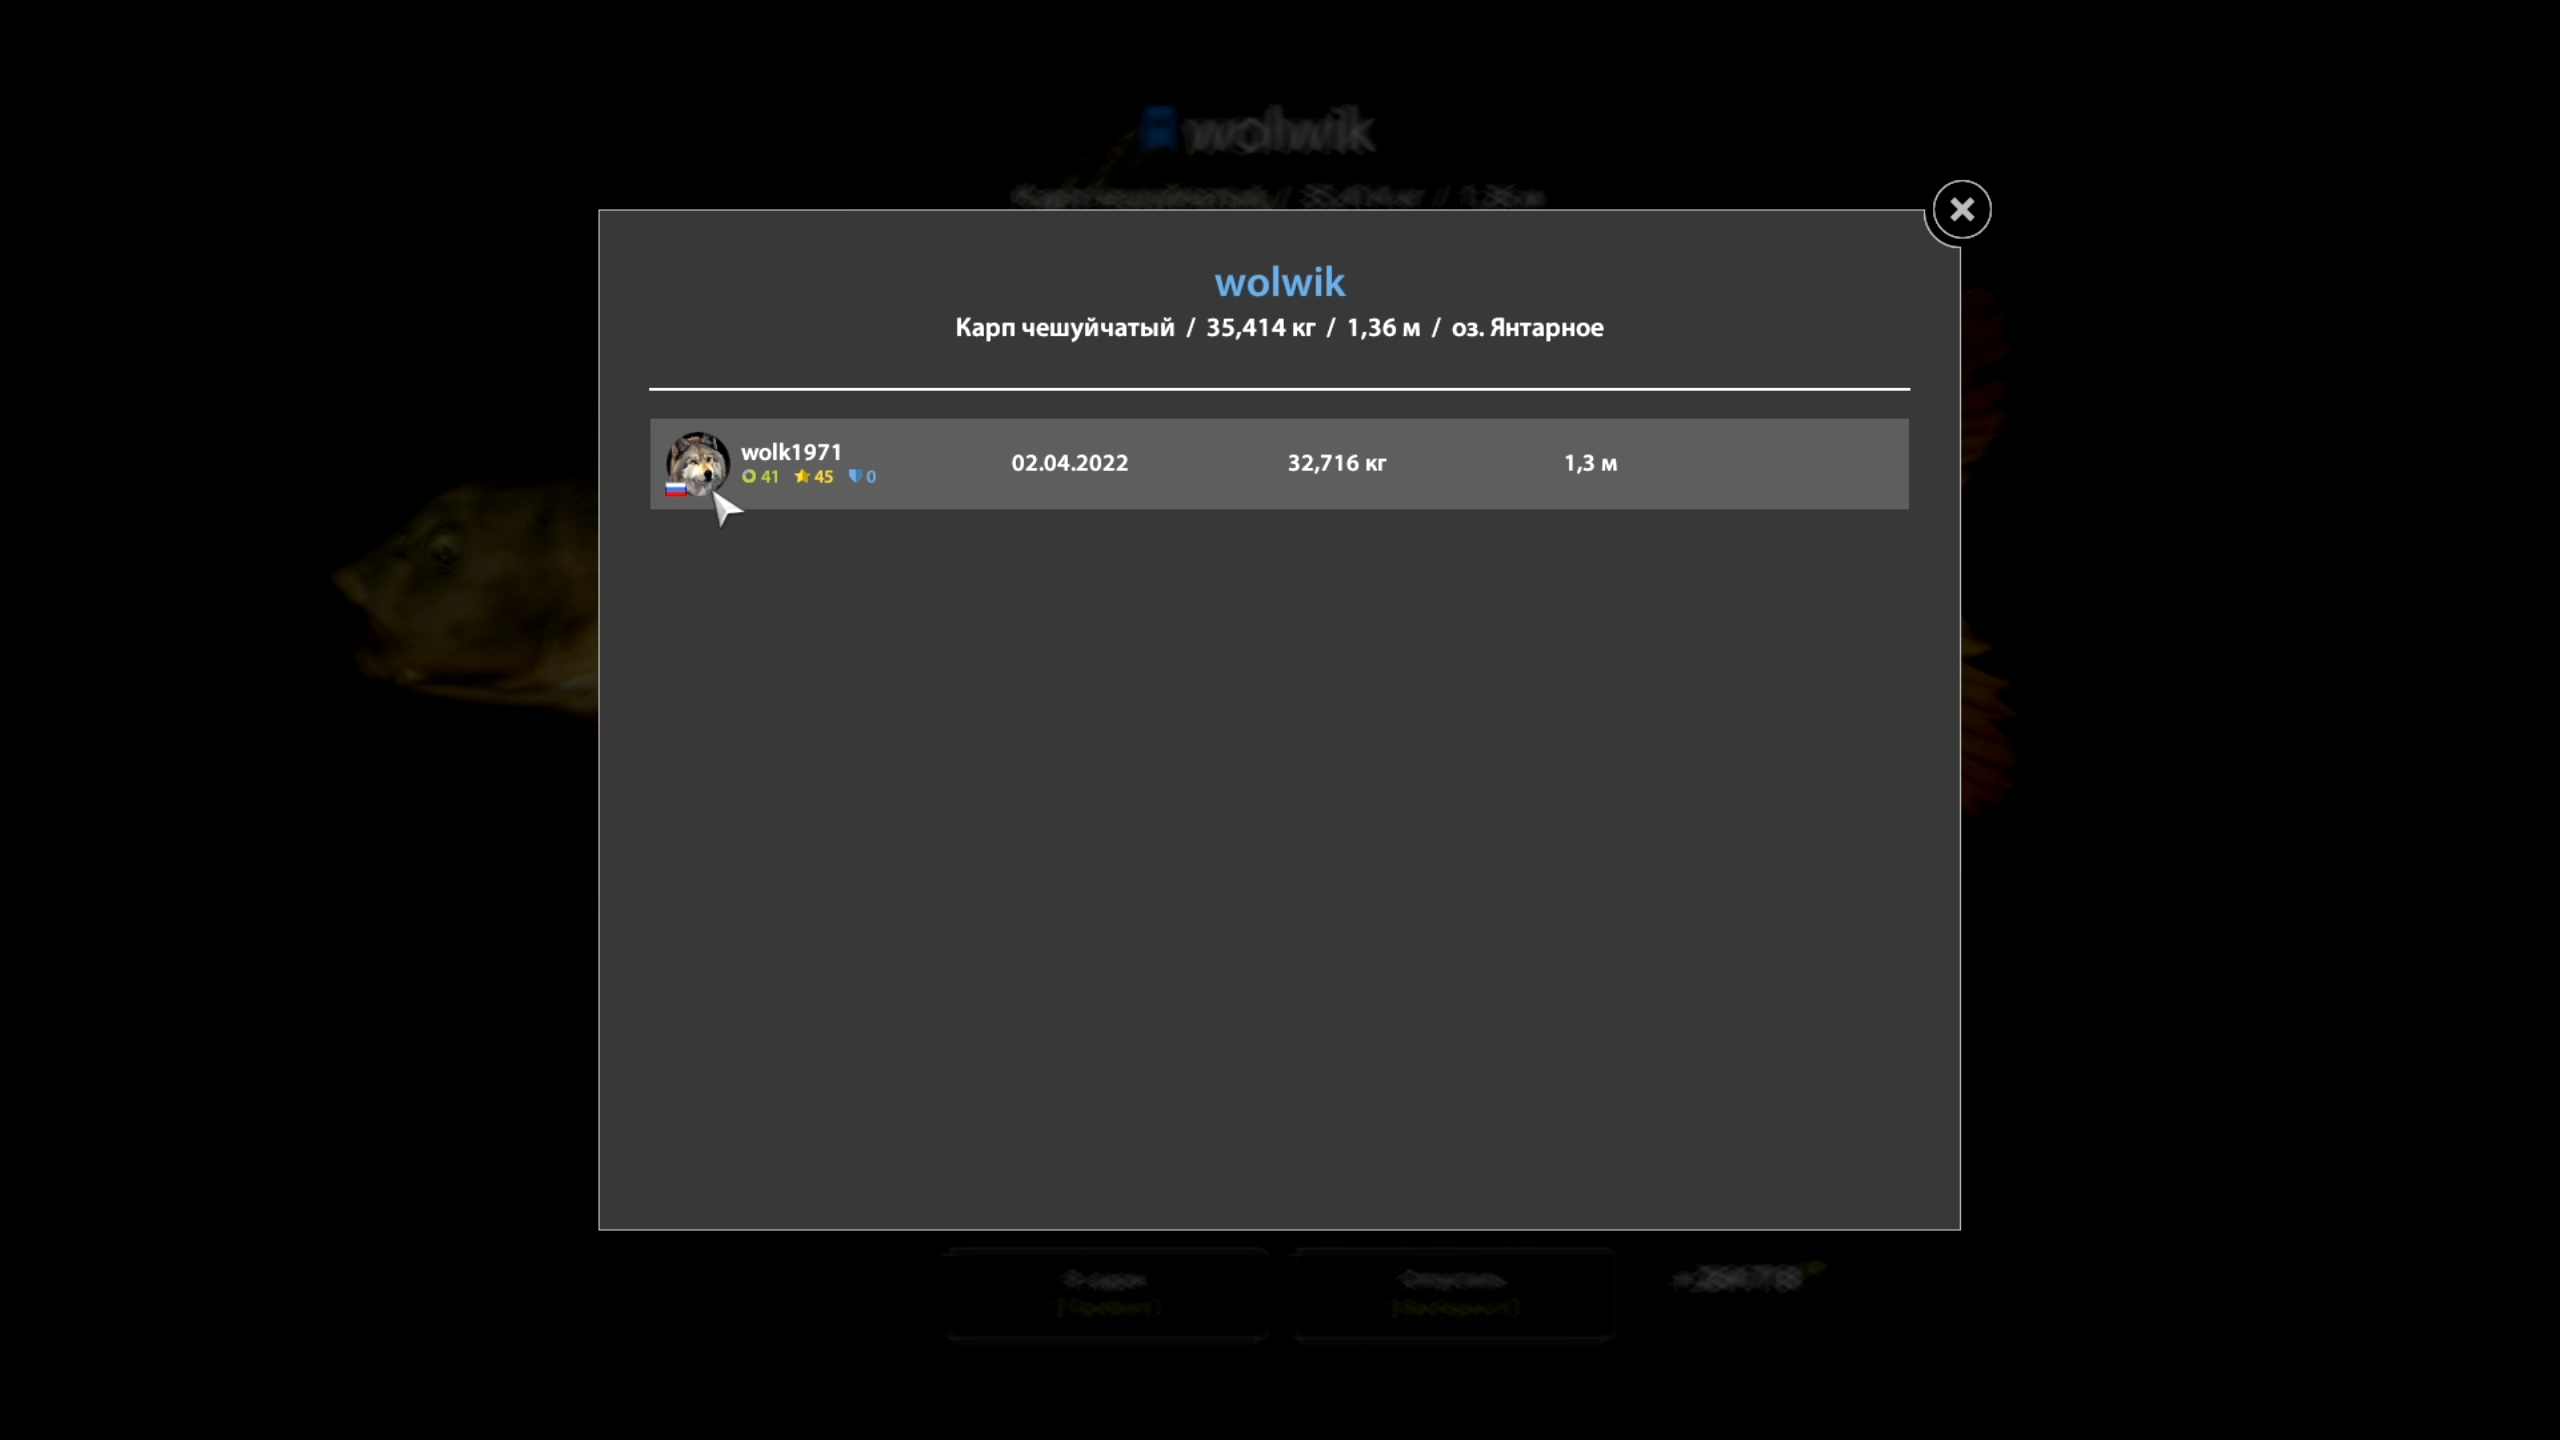 wolwik
wolwik
Карп чешуйчатый / 35,414 кг / 1,36 м / оз. Янтарное
wolk1971
41 45 0
02.04.2022
32,716 кг
1,3 м